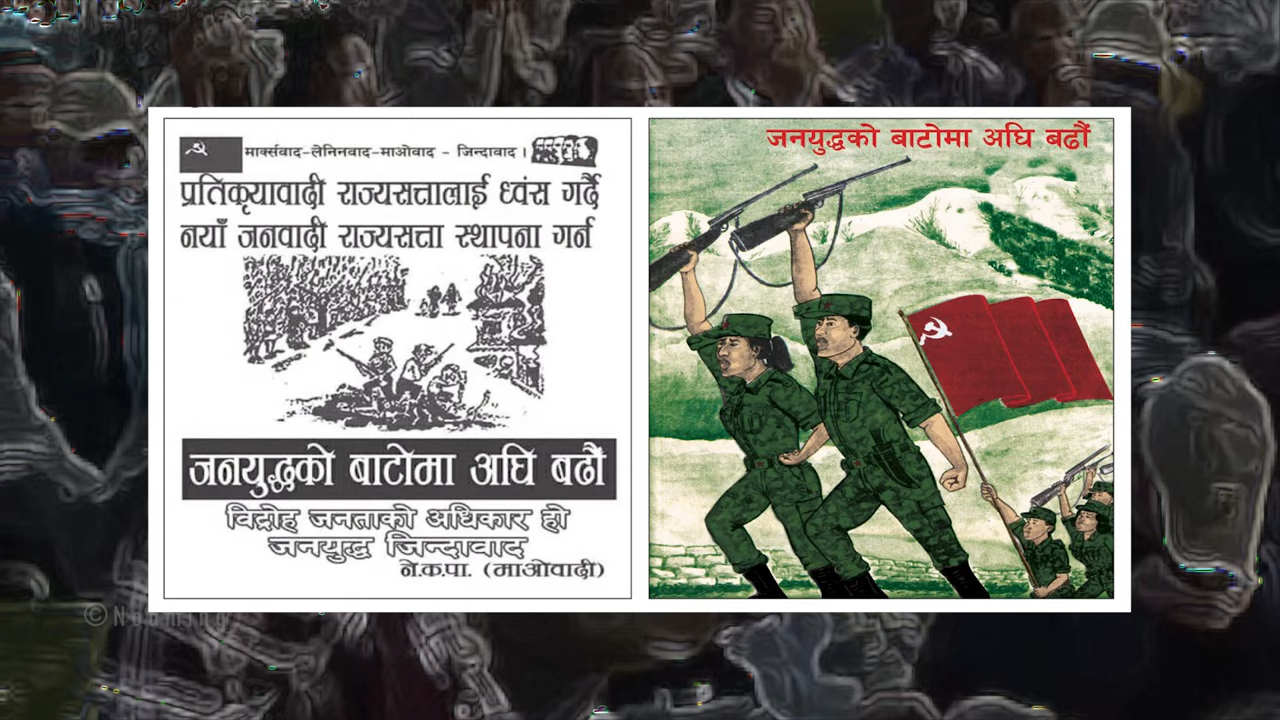 मार्क्सवाद-लेनिनवाद-माओवाद - जिन्दावाद ।
प्रतिकृयावादी राज्यसत्तालाई ध्वंस गर्दै
नयाँ जनवादी राज्यसत्ता स्थापना गर्न
जनयुद्धको बाटोमा अघि बढौं
विद्रोह जनताको अधिकार हो
जनयुद्ध जिन्दावाद
ने.क.पा. (माओवादी)
जनयुद्धको बाटोमा अघि बढौं